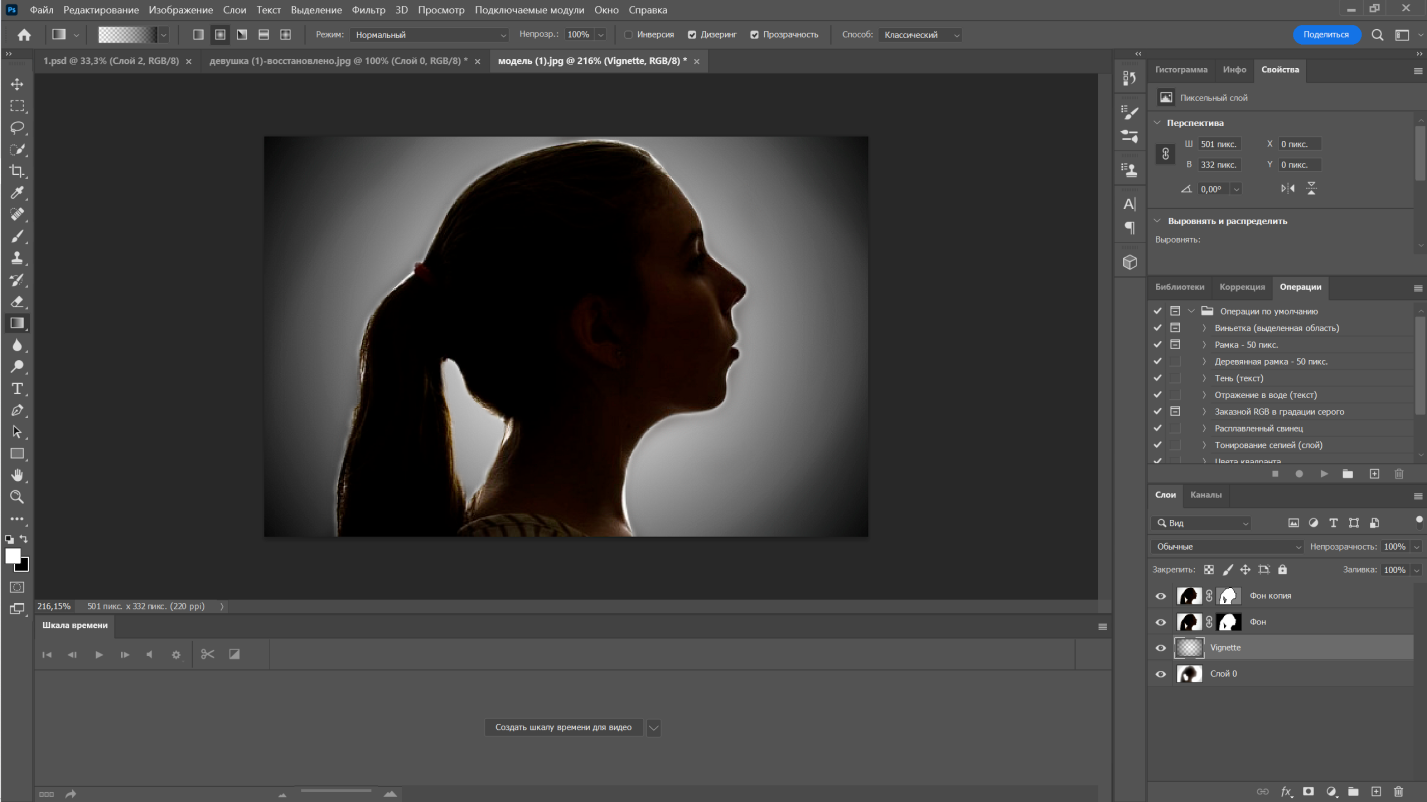 Ps Файл Редактирование Изображение Слои Текст Выделение Фильтр 3D Просмотр Подключаемые модули Окно Справка
Режим: Нормальный Непрозр.: 100% Инверсия Дизеринг Прозрачность Способ: Классический Поделиться
1.psd @ 33,3% (Слой 2, RGB/8) × девушка (1)-восстановлено.jpg @ 100% (Слой 0, RGB/8) * × модель (1).jpg @ 216% (Vignette, RGB/8) * ×
Гистограмма Инфо Свойства
Пиксельный слой
Перспектива
Ш 501 пикс. X 0 пикс.
В 332 пикс. Y 0 пикс.
0,00°
Выровнять и распределить
Выровнять:
Библиотеки Коррекция Операции
Операции по умолчанию
Виньетка (выделенная область)
Рамка - 50 пикс.
Деревянная рамка - 50 пикс.
Тень (текст)
Отражение в воде (текст)
Заказной RGB в градации серого
Расплавленный свинец
Тонирование сепией (слой)
Цвета квадранта
Слои Каналы
Вид
Обычные Непрозрачность: 100%
Закрепить: Заливка: 100%
Фон копия
Фон
Vignette
Слой 0
fx
216,15% 501 пикс. x 332 пикс. (220 ppi)
Шкала времени
Создать шкалу времени для видео